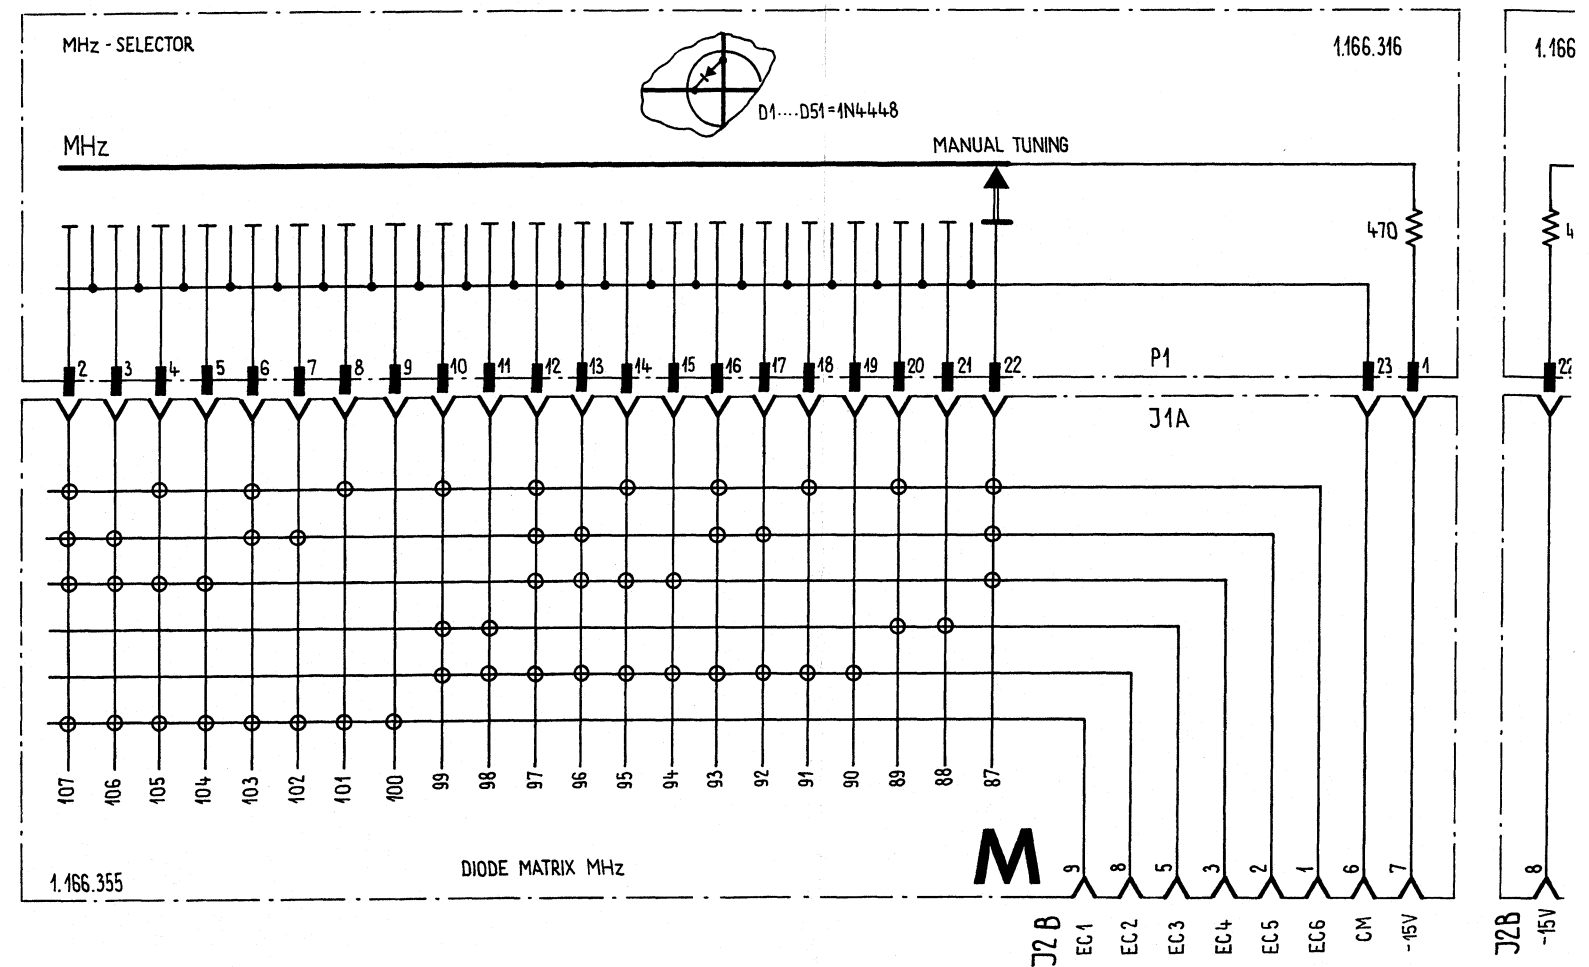 MHz - SELECTOR
1.166.316
1.166
D1....D51=1N4448
MHz
MANUAL TUNING
470
4
2 3 4 5 6 7 8 9 10 11 12 13 14 15 16 17 18 19 20 21 22
P1
23 1
22
J1A
107 106 105 104 103 102 101 100 99 98 97 96 95 94 93 92 91 90 89 88 87
DIODE MATRIX MHz
M
1.166.355
9 8 5 3 2 1 6 7
8
J2B
EC1 EC2 EC3 EC4 EC5 EC6 CM -15V
J2B
-15V